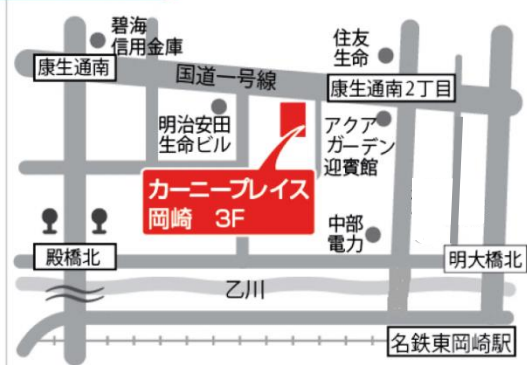 碧海
信用金庫
住友
生命
康生通南
国道一号線
康生通南2丁目
明治安田
生命ビル
アクア
ガーデン
迎賓館
カーニープレイス
岡崎 3F
中部
電力
殿橋北
明大橋北
乙川
名鉄東岡崎駅